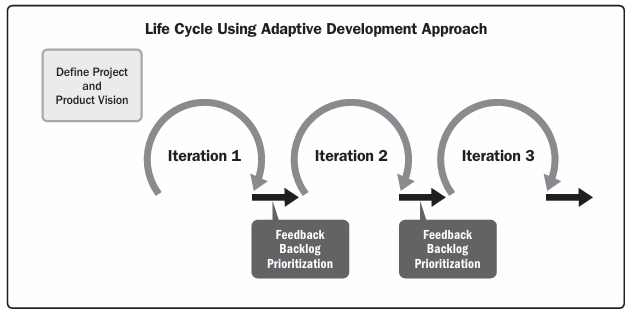 Life Cycle Using Adaptive Development Approach
Define Project
and
Product Vision
Iteration 1
Iteration 2
Iteration 3
Feedback
Backlog
Prioritization
Feedback
Backlog
Prioritization